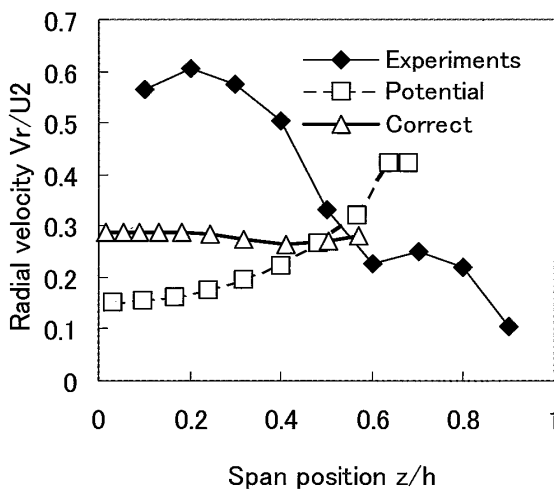 0.7
0.6
0.5
0.4
0.3
0.2
0.1
0
Radial velocity Vr/U2
Experiments
Potential
Correct
0 0.2 0.4 0.6 0.8 1
Span position z/h